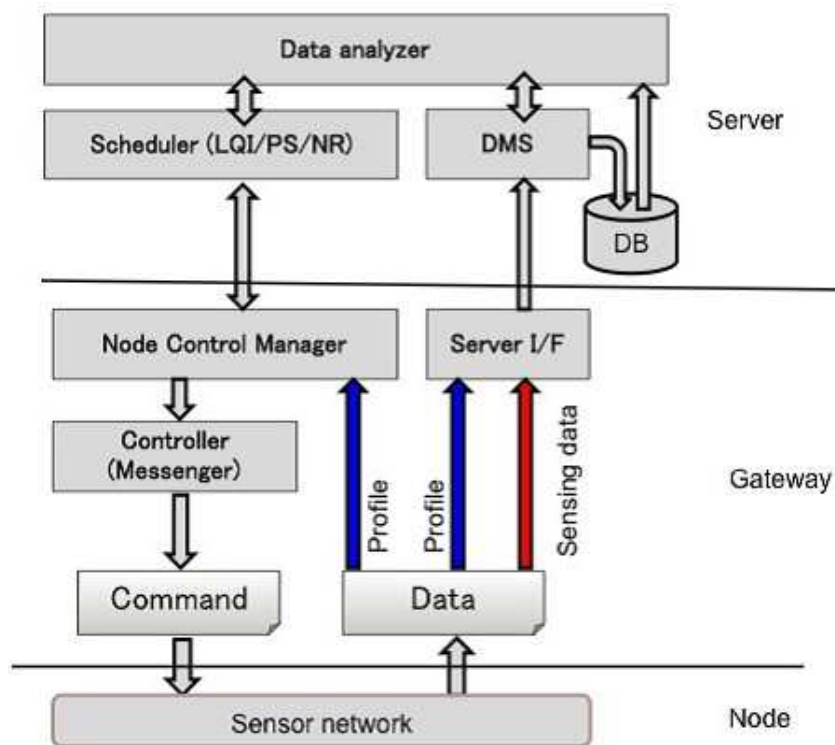 Data analyzer
Scheduler (LQI/PS/NR)
DMS
Server
DB
Node Control Manager
Server I/F
Controller
(Messenger)
Profile
Profile
Sensing data
Gateway
Command
Data
Sensor network
Node